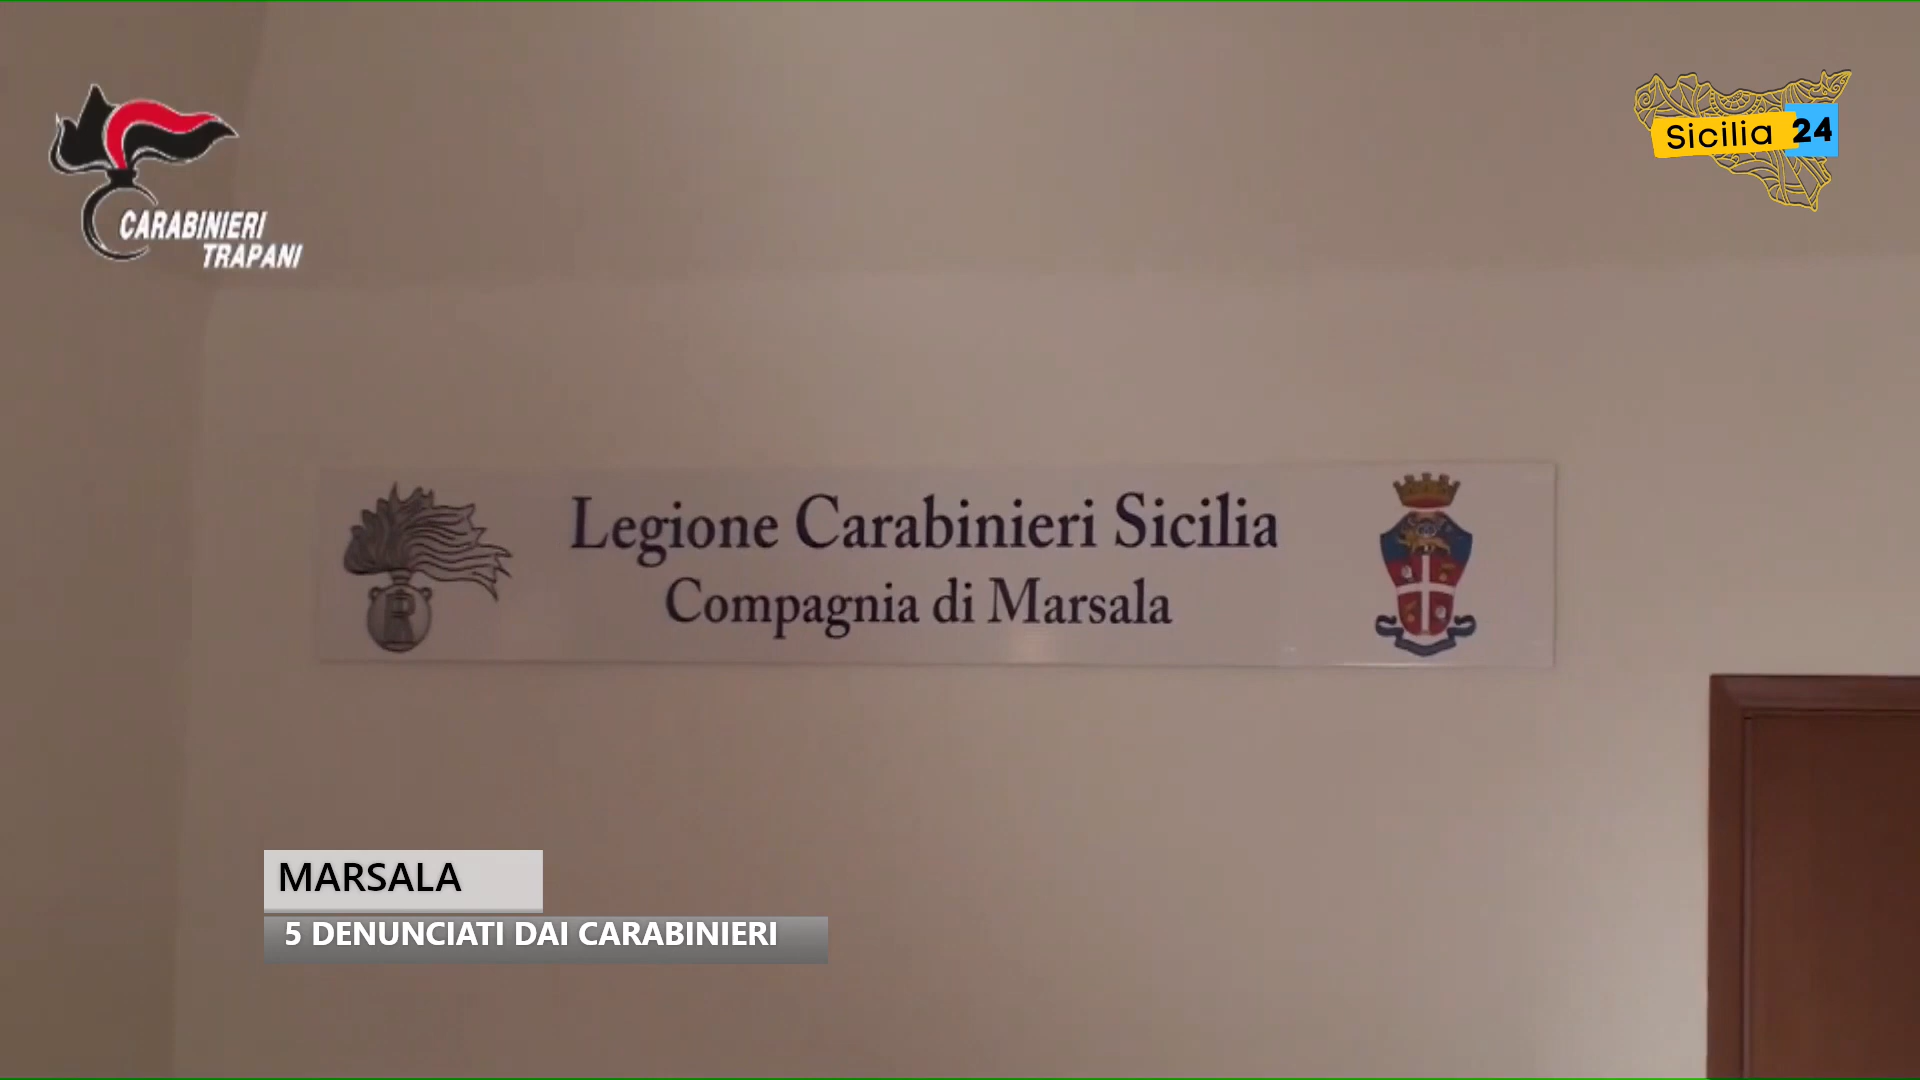 CARABINIERI
TRAPANI
Sicilia 24
Legione Carabinieri Sicilia
Compagnia di Marsala
R
MARSALA
5 DENUNCIATI DAI CARABINIERI